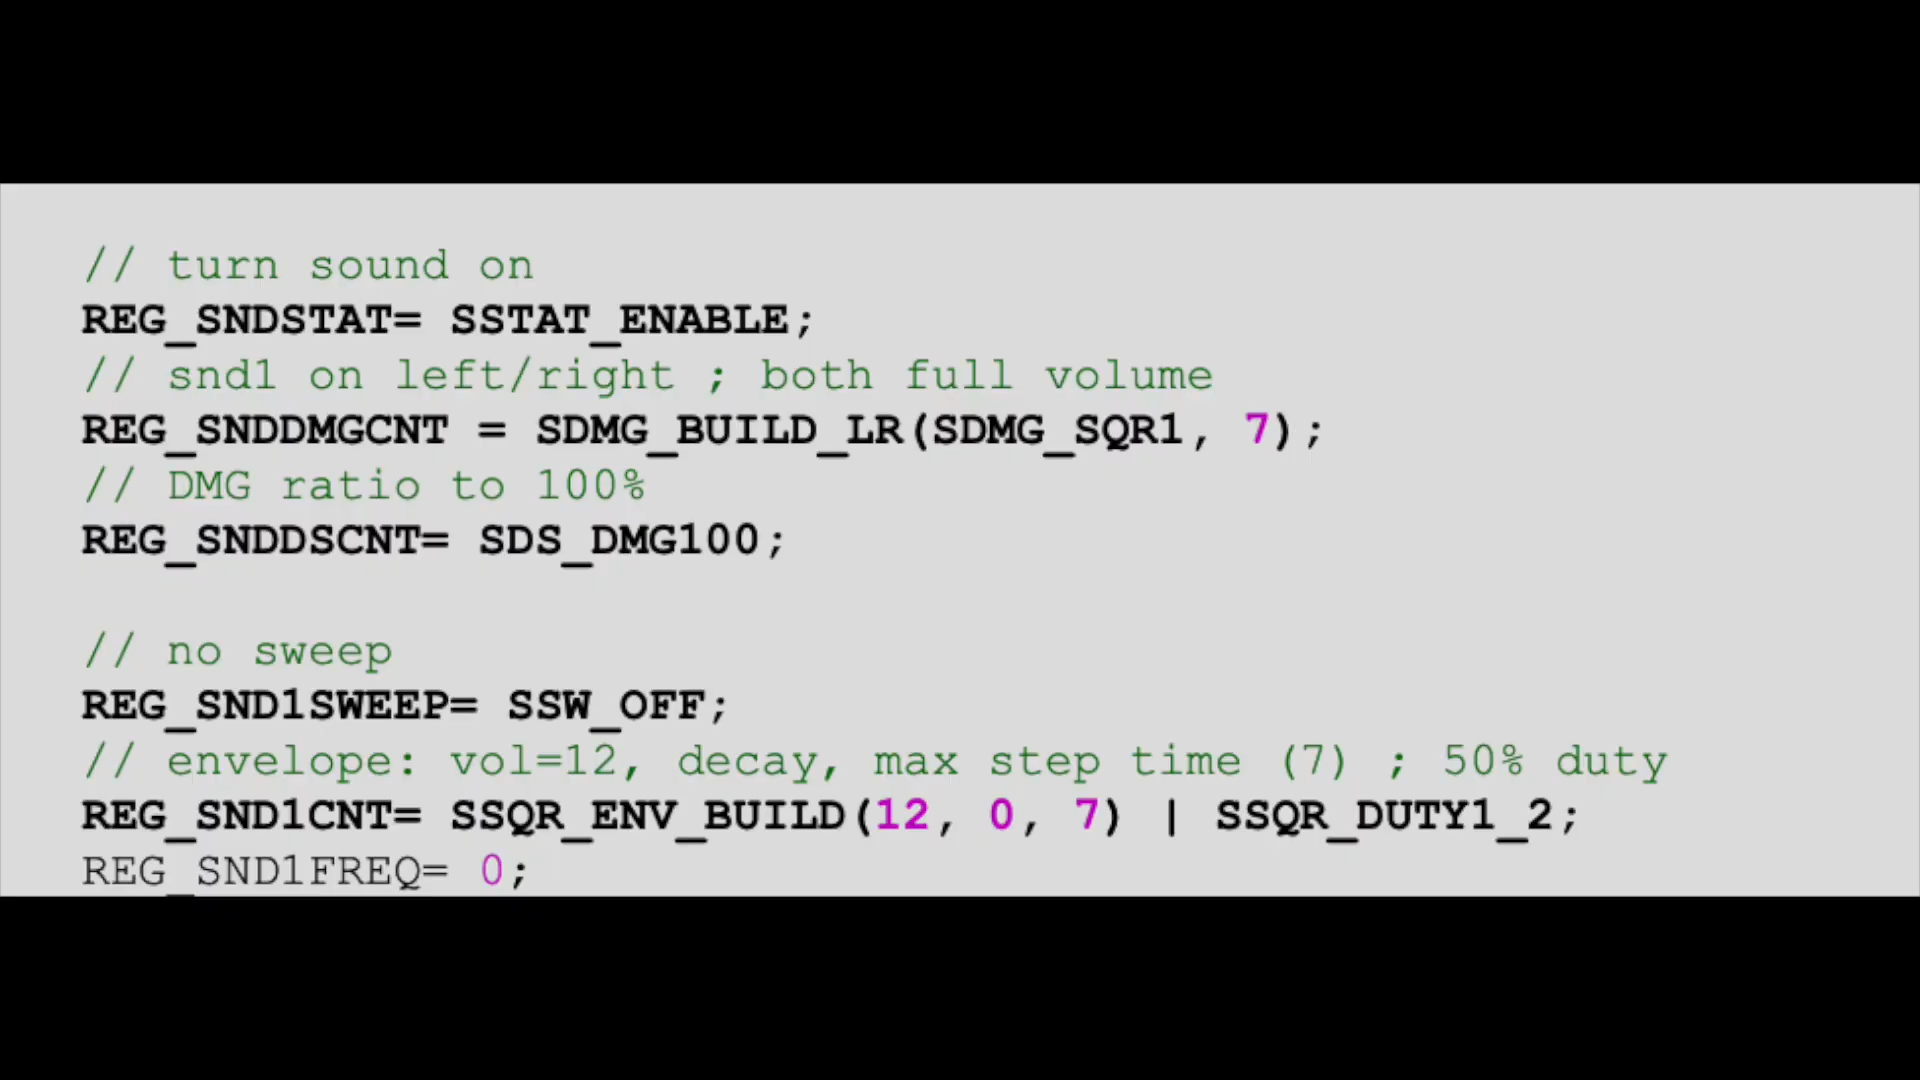 // turn sound on
REG_SNDSTAT= SSTAT_ENABLE;
// snd1 on left/right ; both full volume
REG_SNDDMGCNT = SDMG_BUILD_LR(SDMG_SQR1, 7);
// DMG ratio to 100%
REG_SNDDSCNT= SDS_DMG100;
// no sweep
REG_SND1SWEEP= SSW_OFF;
// envelope: vol=12, decay, max step time (7) ; 50% duty
REG_SND1CNT= SSQR_ENV_BUILD(12, 0, 7) | SSQR_DUTY1_2;
REG_SND1FREQ= 0;